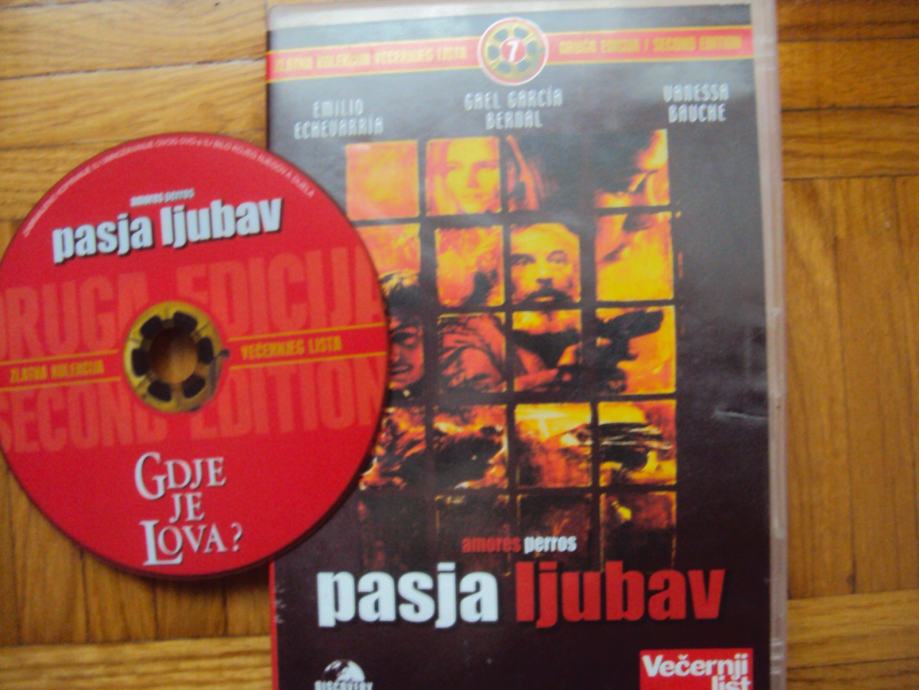 ZLATNA KOLEKCIJA VEČERNJEG LISTA
7
DRUGA EDICIJA / SECOND EDITION
EMILIO
ECHEVARRÍA
GAEL GARCÍA
BERNAL
VANESSA
BAUCHE
amores perros
pasja ljubav
DISCOVERY
Večernji
list
amores perros
pasja ljubav
DRUGA EDICIJA
ZLATNA KOLEKCIJA
VEČERNJEG LISTA
SECOND EDITION
GDJE
JE
LOVA?